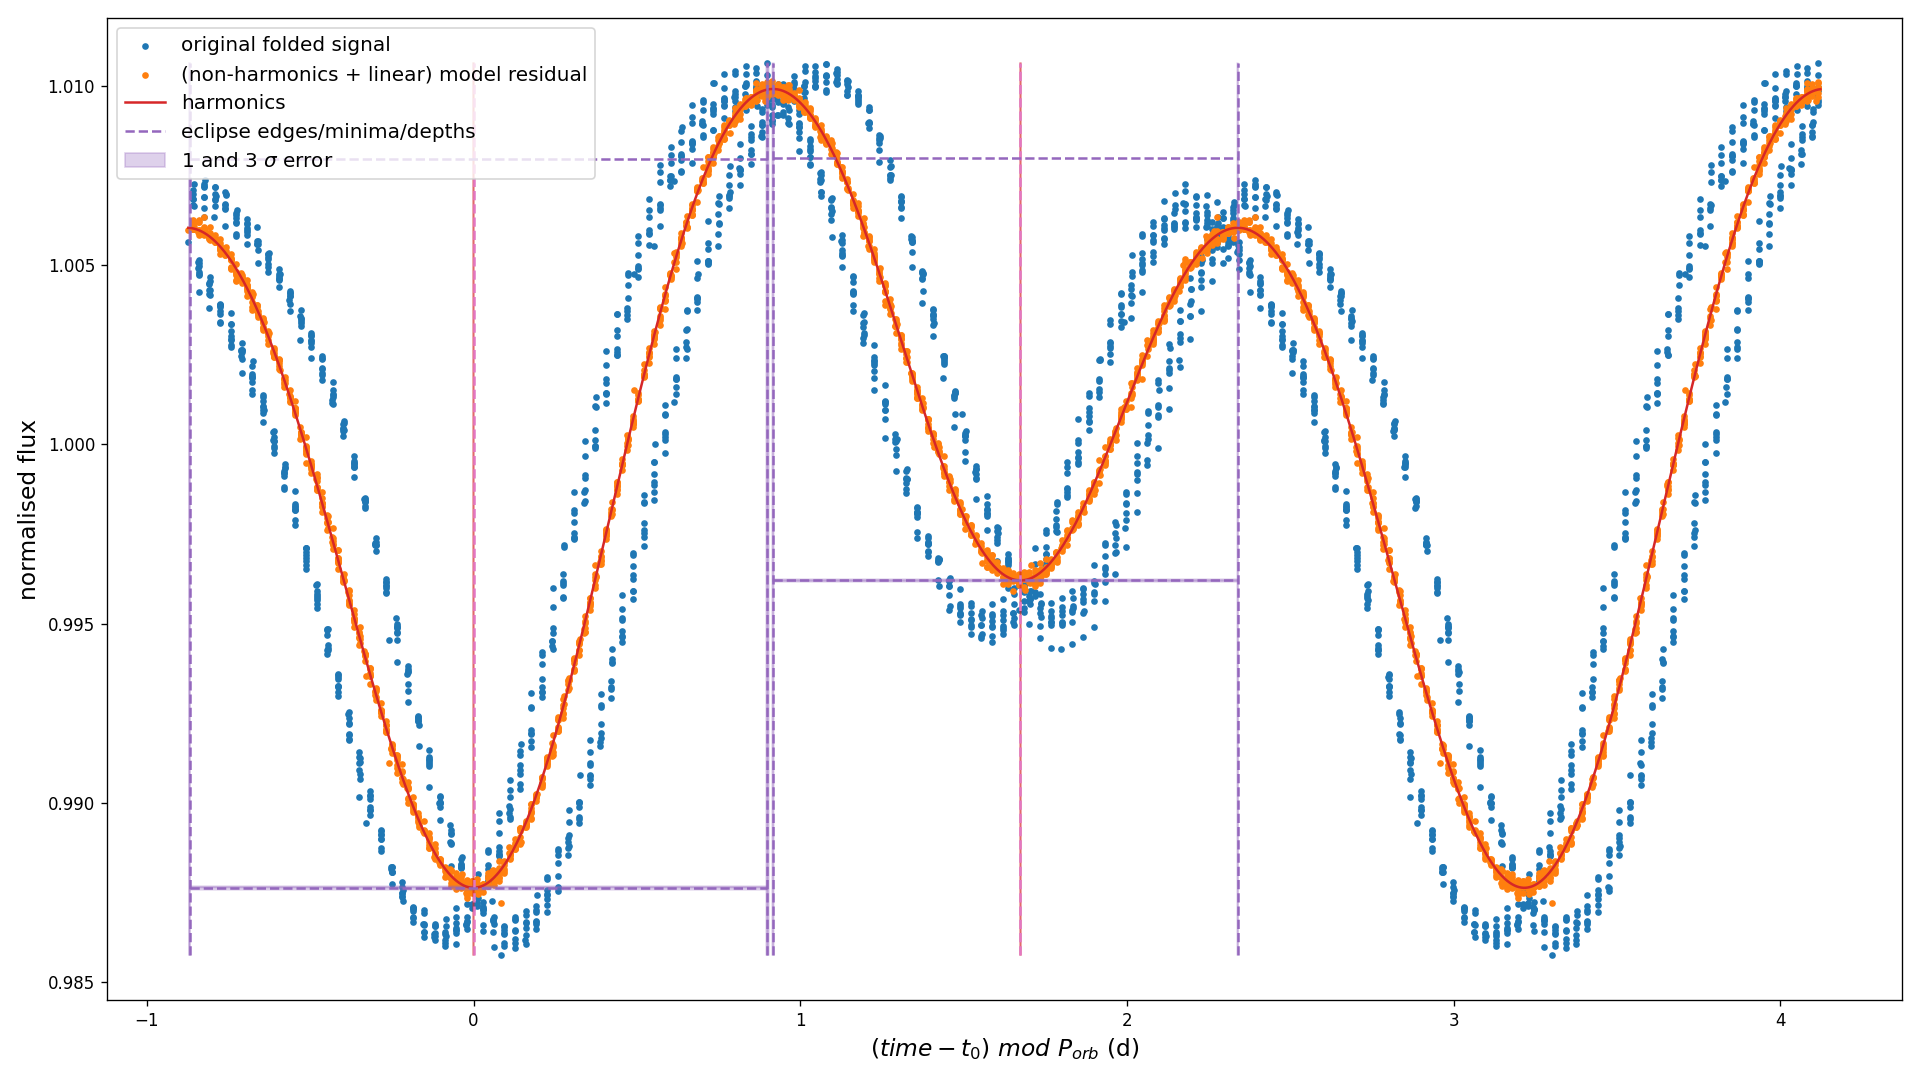 original folded signal
(non-harmonics + linear) model residual
harmonics
eclipse edges/minima/depths
1 and 3 σ error
1.010
1.005
1.000
0.995
0.990
0.985
normalised flux
−1 0 1 2 3 4
(time − t₀) mod Pₒᵣb (d)